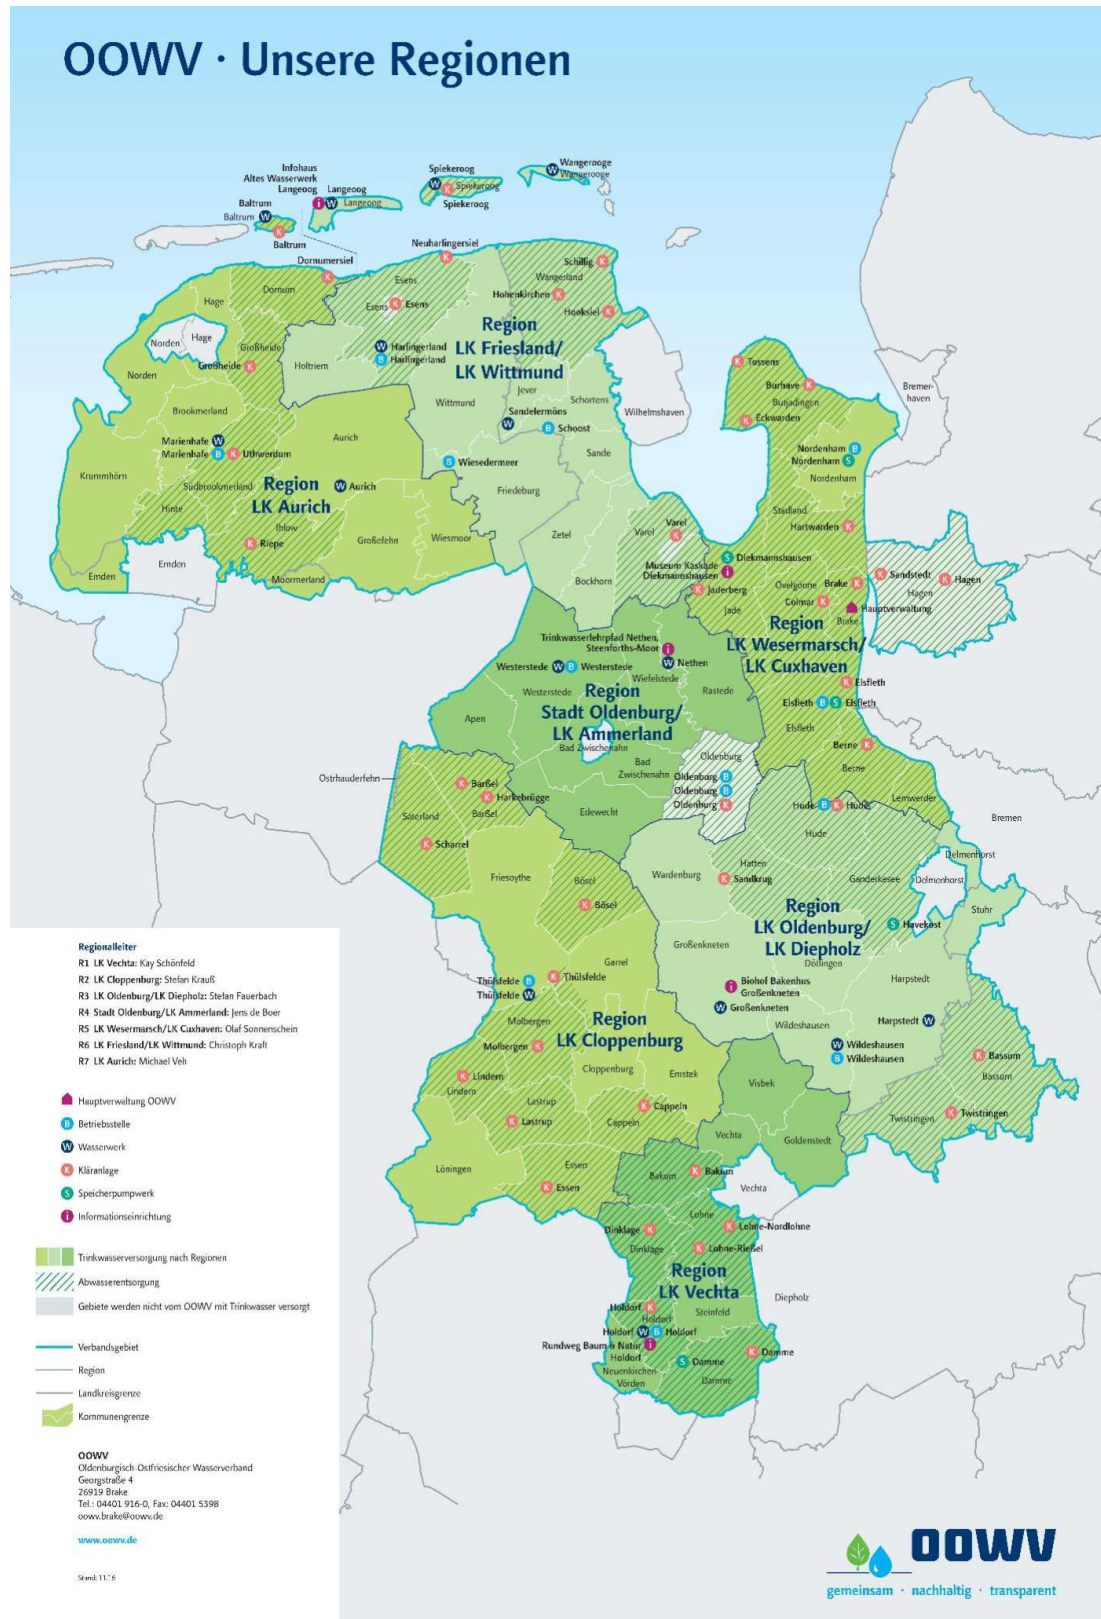 OOWV · Unsere Regionen
Infohaus
Altes Wasserwerk
Langeoog
Langeoog
Langeoog
Baltrum
Baltrum
Baltrum
Spiekeroog
Spiekeroog
Spiekeroog
Wangerooge
Wangerooge
Neuharlingersiel
Dornumersiel
Schillig
Wangerland
Hohenkirchen
Hooksiel
Esens
Esens
Esens
Dornum
Hage
Norden
Hage
Großheide
Großheide
Norden
Holtriem
Harlingerland
Harlingerland
Region
LK Friesland/
LK Wittmund
Wittmund
Jever
Schortens
Sandelermöns
Schoost
Wilhelmshaven
Sande
Wiesedermeer
Friedeburg
Zetel
Bockhorn
Brookmerland
Marienhafe
Marienhafe
Uthwerdum
Aurich
Krummhörn
Südbrookmerland
Region
LK Aurich
Aurich
Hinte
Ihlow
Riepe
Großefehn
Wiesmoor
Emden
Emden
Moormerland
Tossens
Burhave
Butjadingen
Eckwarden
Bremer-
haven
Nordenham
Nordenham
Nordenham
Stadland
Hartwarden
Varel
Varel
Museum Kaskade
Diekmannshausen
Diekmannshausen
Jaderberg
Jade
Ovelgönne
Brake
Colmar
Hauptverwaltung
Brake
Sandstedt
Hagen
Hagen
Region
LK Wesermarsch/
LK Cuxhaven
Elsfleth
Elsfleth
Elsfleth
Elsfleth
Berne
Berne
Lemwerder
Trinkwasserlehrpfad Nethen,
Steenforths-Moor
Nethen
Westerstede
Westerstede
Westerstede
Wiefelstede
Rastede
Region
Stadt Oldenburg/
LK Ammerland
Apen
Bad Zwischenahn
Bad
Zwischenahn
Edewecht
Oldenburg
Oldenburg
Oldenburg
Oldenburg
Ostrhauderfehn
Barßel
Harkebrügge
Barßel
Saterland
Scharrel
Friesoythe
Bösel
Bösel
Hude
Hude
Hude
Bremen
Wardenburg
Hatten
Sandkrug
Ganderkesee
Delmenhorst
Delmenhorst
Stuhr
Region
LK Oldenburg/
LK Diepholz
Havekost
Großenkneten
Dötlingen
Harpstedt
Biohof Bakenhus
Großenkneten
Großenkneten
Harpstedt
Wildeshausen
Wildeshausen
Wildeshausen
Bassum
Bassum
Twistringen
Twistringen
Garrel
Thülsfelde
Thülsfelde
Thülsfelde
Molbergen
Molbergen
Region
LK Cloppenburg
Cloppenburg
Emstek
Lindern
Lindern
Lastrup
Lastrup
Cappeln
Cappeln
Löningen
Essen
Essen
Visbek
Vechta
Goldenstedt
Bakum
Bakum
Vechta
Lohne
Lohne-Nordlohne
Dinklage
Dinklage
Lohne-Rießel
Region
LK Vechta
Diepholz
Holdorf
Holdorf
Steinfeld
Holdorf
Holdorf
Rundweg Baum & Natur
Holdorf
Damme
Damme
Damme
Neuenkirchen
Vörden
Regionalleiter
R1 LK Vechta: Kay Schönfeld
R2 LK Cloppenburg: Stefan Krauß
R3 LK Oldenburg/LK Diepholz: Stefan Fauerbach
R4 Stadt Oldenburg/LK Ammerland: Jens de Boer
R5 LK Wesermarsch/LK Cuxhaven: Olaf Sonnenschein
R6 LK Friesland/LK Wittmund: Christoph Kraft
R7 LK Aurich: Michael Veh
Hauptverwaltung OOWV
B Betriebsstelle
W Wasserwerk
K Kläranlage
S Speicherpumpwerk
i Informationseinrichtung
Trinkwasserversorgung nach Regionen
Abwasserentsorgung
Gebiete werden nicht vom OOWV mit Trinkwasser versorgt
Verbandsgebiet
Region
Landkreisgrenze
Kommunengrenze
OOWV
Oldenburgisch-Ostfriesischer Wasserverband
Georgstraße 4
26919 Brake
Tel.: 04401 916-0, Fax: 04401 5398
oowv.brake@oowv.de
www.oowv.de
Stand: 11.16
OOWV
gemeinsam · nachhaltig · transparent